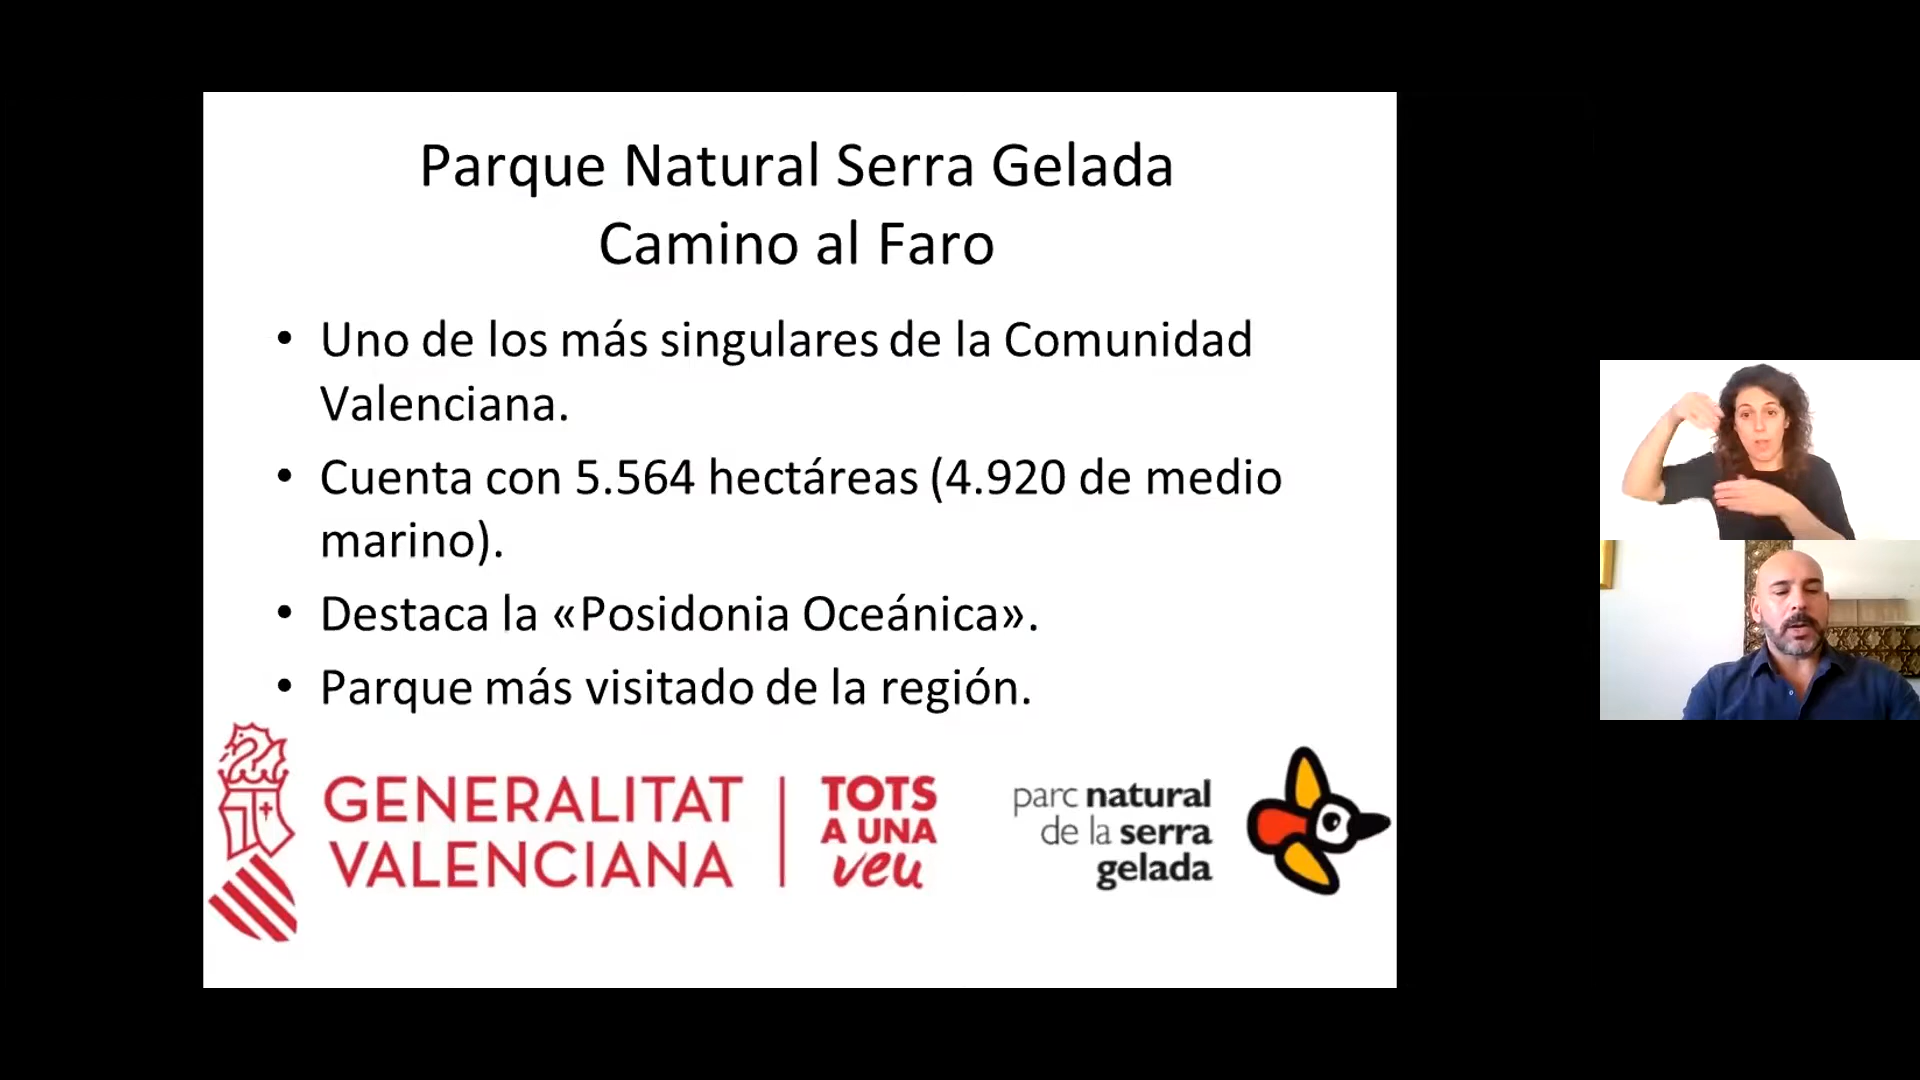 Parque Natural Serra Gelada
Camino al Faro
• Uno de los más singulares de la Comunidad
Valenciana.
• Cuenta con 5.564 hectáreas (4.920 de medio
marino).
• Destaca la «Posidonia Oceánica».
• Parque más visitado de la región.
GENERALITAT
VALENCIANA
TOTS
A UNA
veu
parc natural
de la serra
gelada